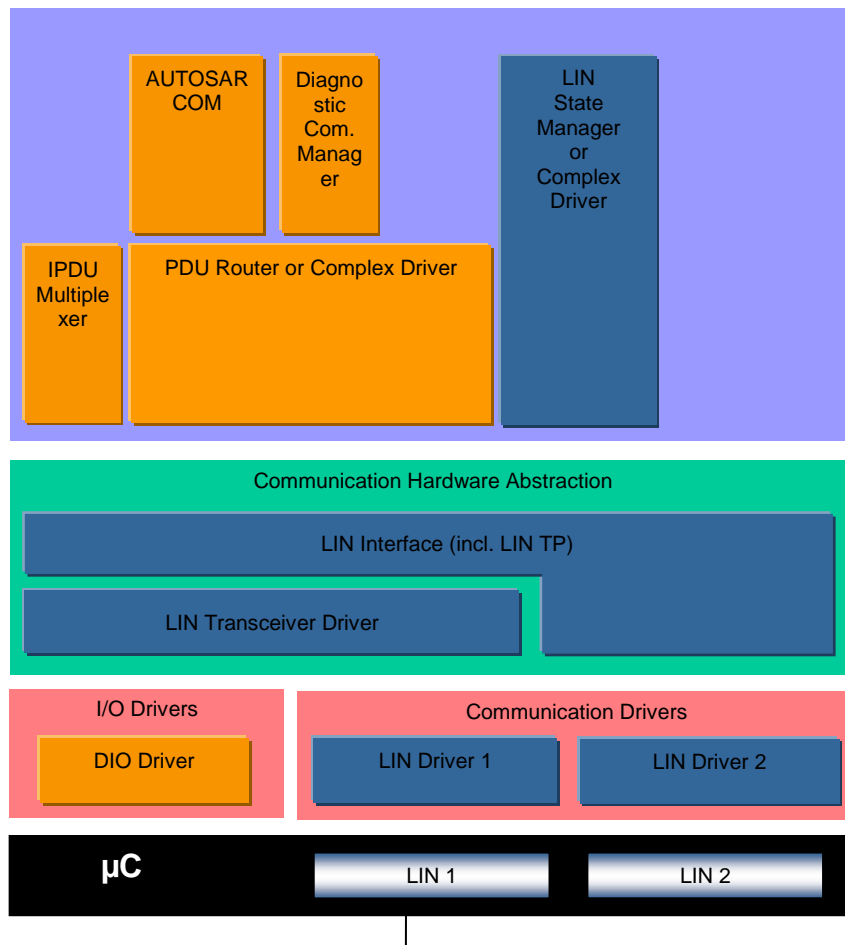 AUTOSAR
COM
Diagno
stic
Com.
Manag
er
LIN
State
Manager
or
Complex
Driver
IPDU
Multiple
xer
PDU Router or Complex Driver
Communication Hardware Abstraction
LIN Interface (incl. LIN TP)
LIN Transceiver Driver
I/O Drivers
Communication Drivers
DIO Driver
LIN Driver 1
LIN Driver 2
µC
LIN 1
LIN 2